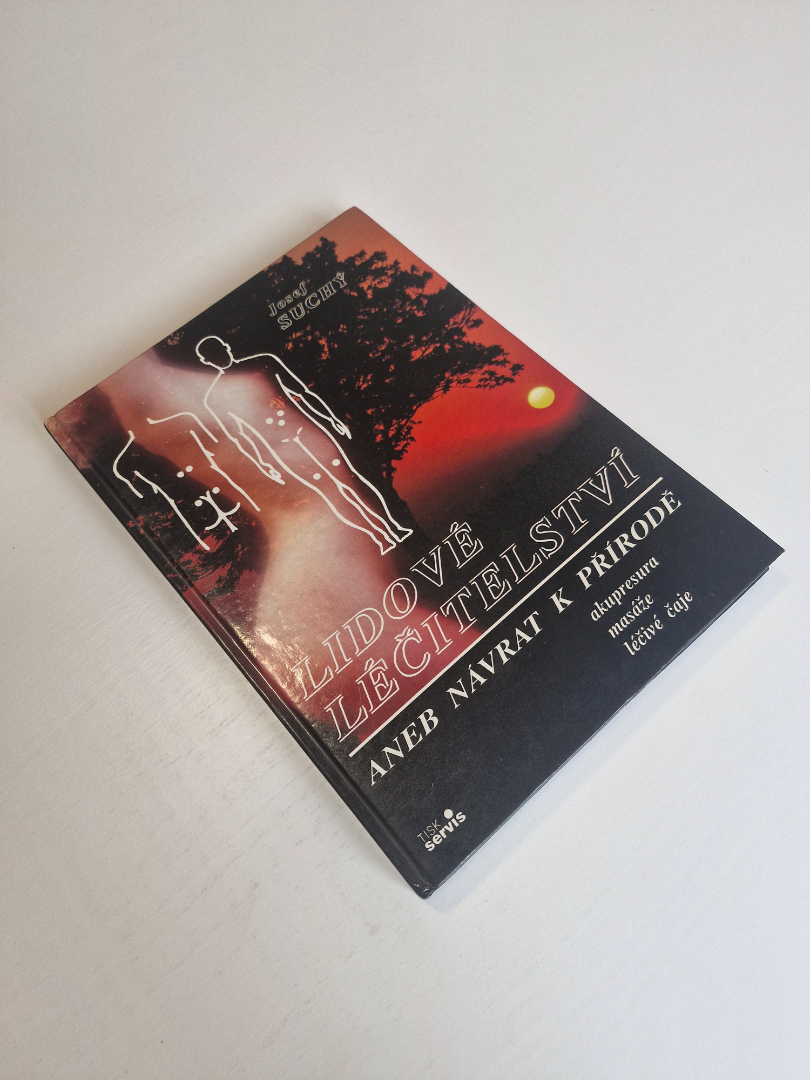 Josef
SUCHÝ
LIDOVÉ
LÉČITELSTVÍ
ANEB NÁVRAT K PŘÍRODĚ
akupresura
masáže
léčivé čaje
TISK
servis